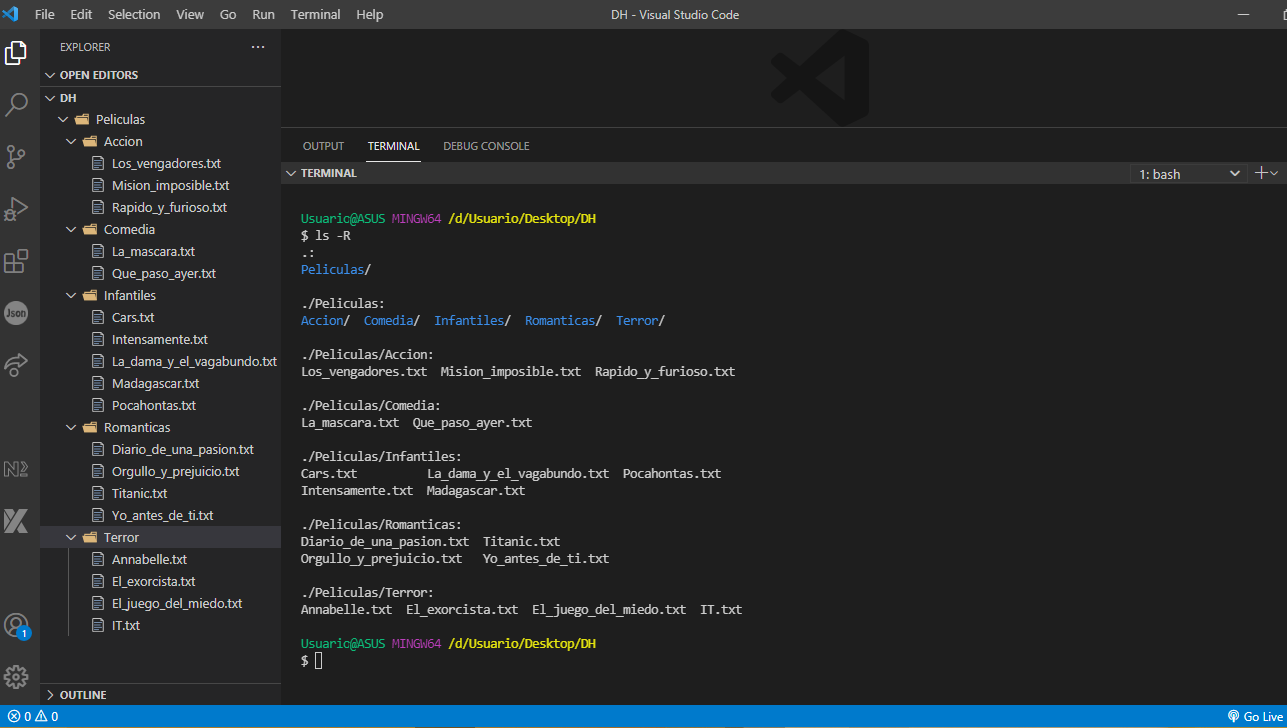 File Edit Selection View Go Run Terminal Help DH - Visual Studio Code
EXPLORER
OPEN EDITORS
DH
Peliculas
Accion
Los_vengadores.txt
Mision_imposible.txt
Rapido_y_furioso.txt
Comedia
La_mascara.txt
Que_paso_ayer.txt
Infantiles
Cars.txt
Intensamente.txt
La_dama_y_el_vagabundo.txt
Madagascar.txt
Pocahontas.txt
Romanticas
Diario_de_una_pasion.txt
Orgullo_y_prejuicio.txt
Titanic.txt
Yo_antes_de_ti.txt
Terror
Annabelle.txt
El_exorcista.txt
El_juego_del_miedo.txt
IT.txt
OUTLINE
Json
N2
1
OUTPUT TERMINAL DEBUG CONSOLE
TERMINAL 1: bash
Usuario@ASUS MINGW64 /d/Usuario/Desktop/DH
$ ls -R
.:
Peliculas/
./Peliculas:
Accion/ Comedia/ Infantiles/ Romanticas/ Terror/
./Peliculas/Accion:
Los_vengadores.txt Mision_imposible.txt Rapido_y_furioso.txt
./Peliculas/Comedia:
La_mascara.txt Que_paso_ayer.txt
./Peliculas/Infantiles:
Cars.txt La_dama_y_el_vagabundo.txt Pocahontas.txt
Intensamente.txt Madagascar.txt
./Peliculas/Romanticas:
Diario_de_una_pasion.txt Titanic.txt
Orgullo_y_prejuicio.txt Yo_antes_de_ti.txt
./Peliculas/Terror:
Annabelle.txt El_exorcista.txt El_juego_del_miedo.txt IT.txt
Usuario@ASUS MINGW64 /d/Usuario/Desktop/DH
$
0 0 Go Live